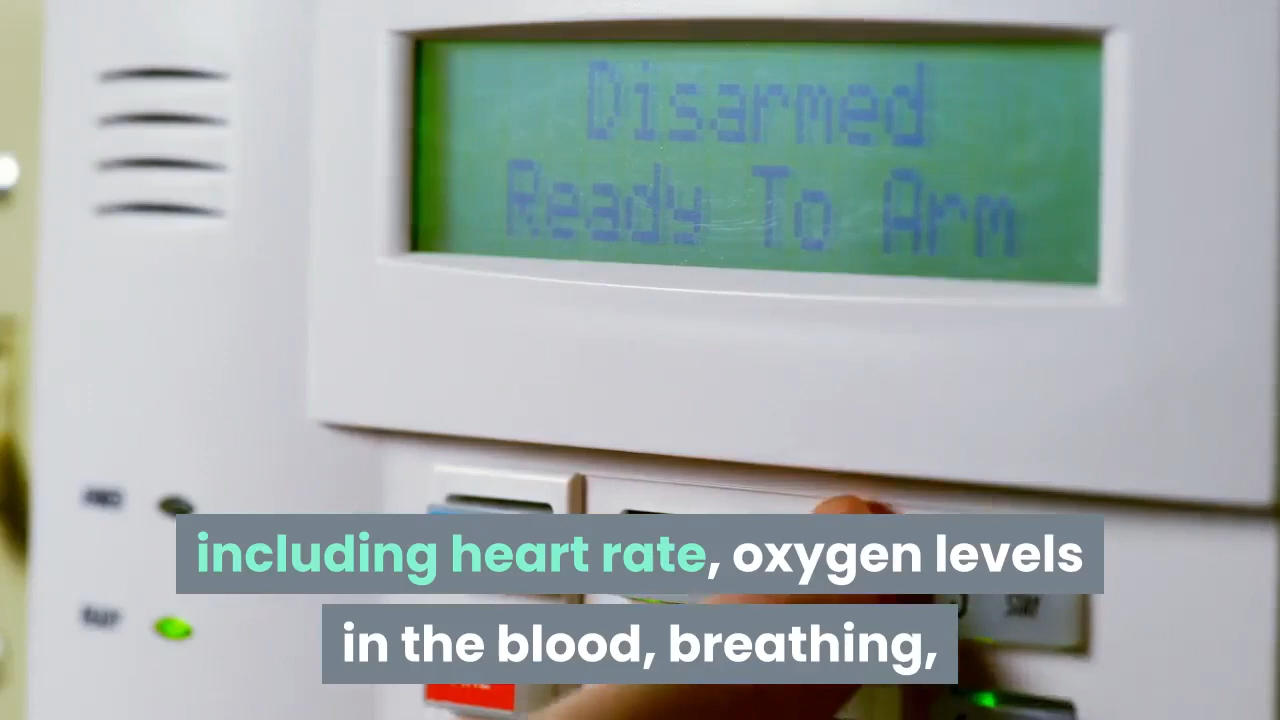 Disarmed
Ready To Arm
including heart rate, oxygen levels
in the blood, breathing,